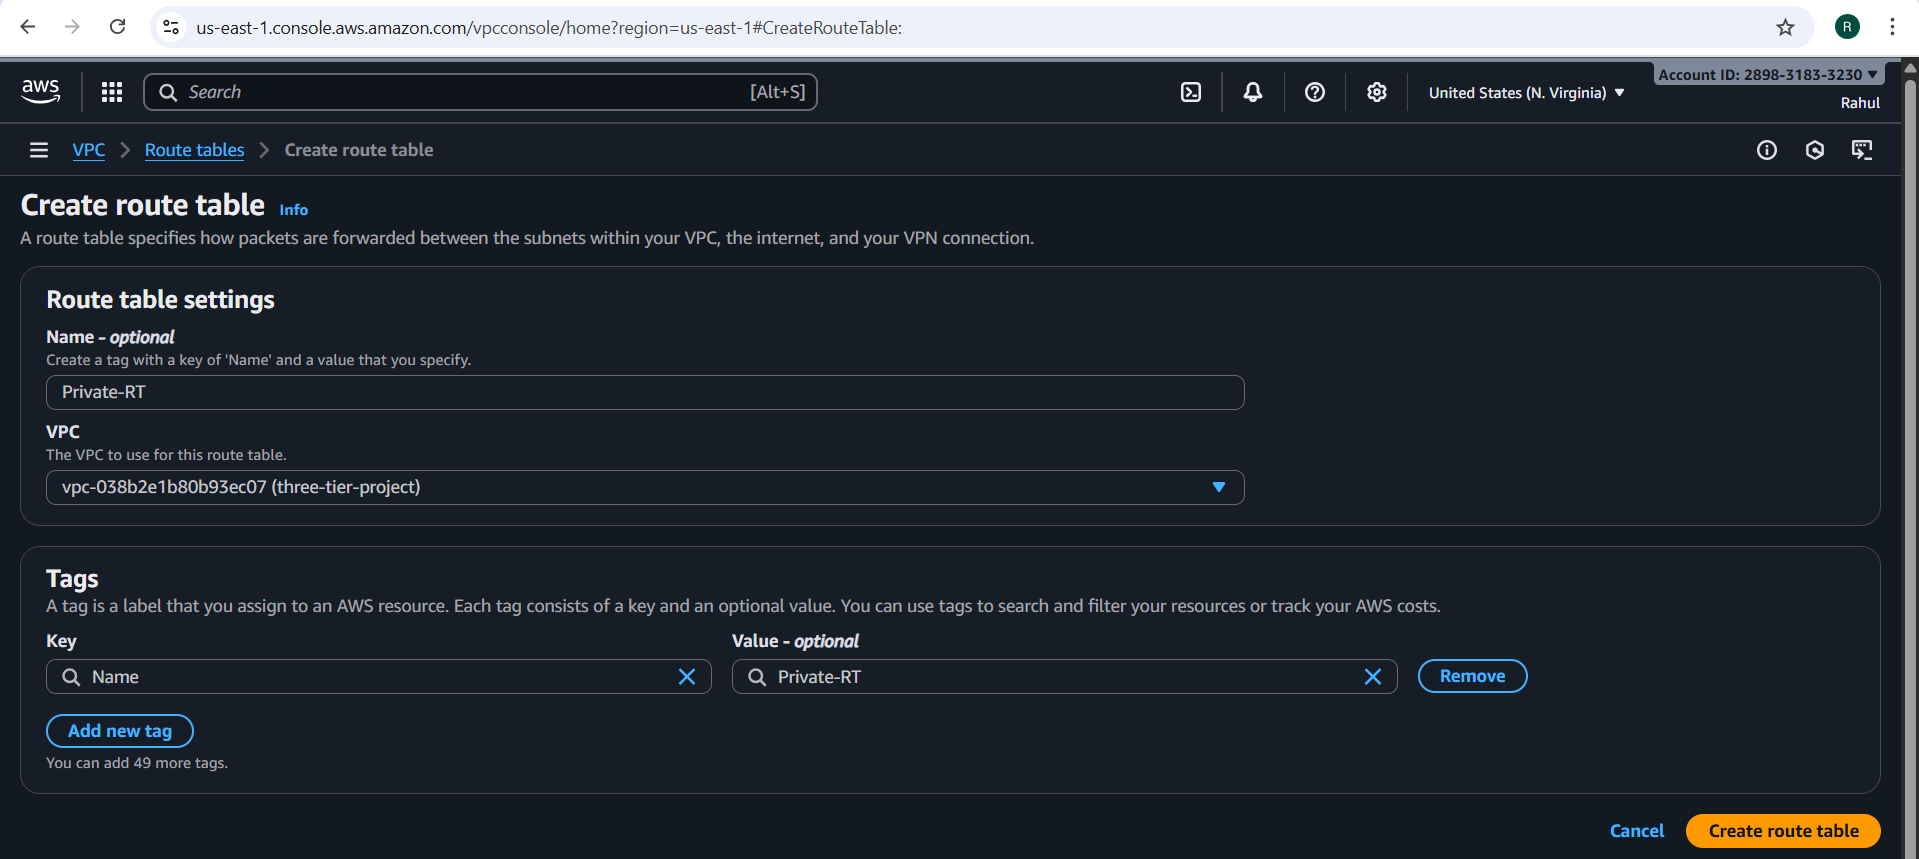 us-east-1.console.aws.amazon.com/vpcconsole/home?region=us-east-1#CreateRouteTable:
R
aws
Search
[Alt+S]
United States (N. Virginia)
Account ID: 2898-3183-3230
Rahul
VPC
Route tables
Create route table
Create route table
Info
A route table specifies how packets are forwarded between the subnets within your VPC, the internet, and your VPN connection.
Route table settings
Name - optional
Create a tag with a key of 'Name' and a value that you specify.
Private-RT
VPC
The VPC to use for this route table.
vpc-038b2e1b80b93ec07 (three-tier-project)
Tags
A tag is a label that you assign to an AWS resource. Each tag consists of a key and an optional value. You can use tags to search and filter your resources or track your AWS costs.
Key
Value - optional
Name
Private-RT
Remove
Add new tag
You can add 49 more tags.
Cancel
Create route table